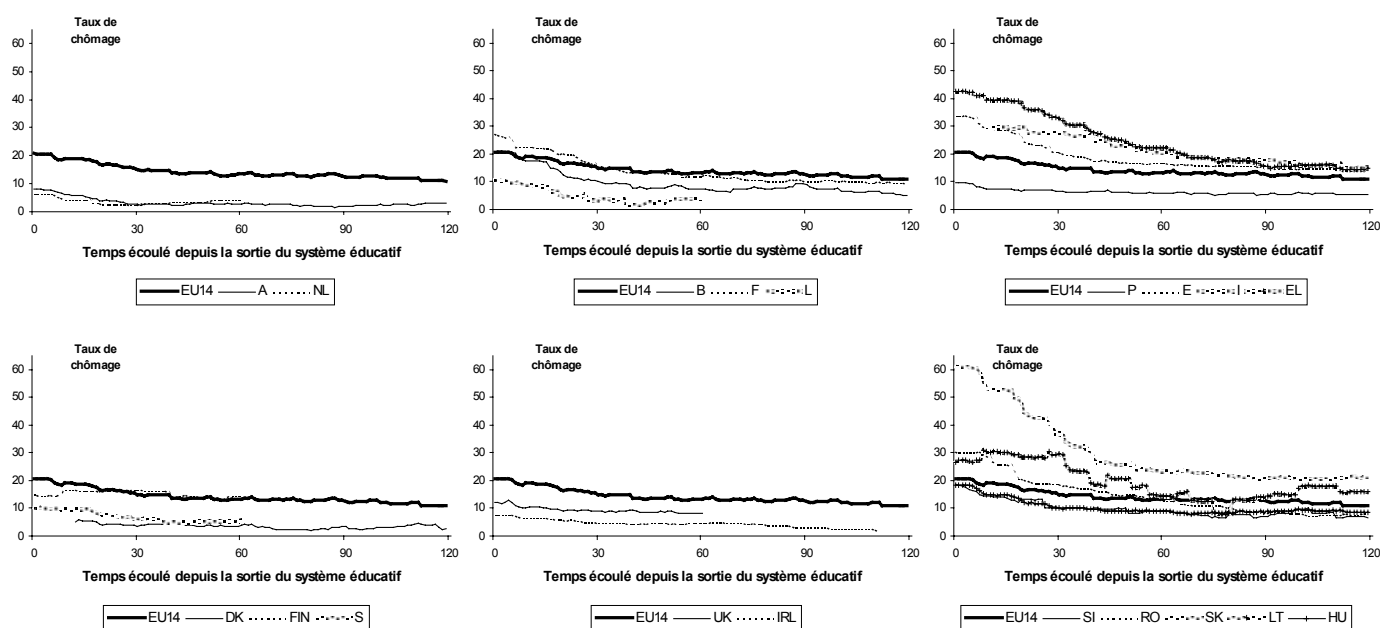 Taux de
chômage
60
50
40
30
20
10
0
0 30 60 90 120
Temps écoulé depuis la sortie du système éducatif
EU14 A NL
Taux de
chômage
60
50
40
30
20
10
0
0 30 60 90 120
Temps écoulé depuis la sortie du système éducatif
EU14 B F L
Taux de
chômage
60
50
40
30
20
10
0
0 30 60 90 120
Temps écoulé depuis la sortie du système éducatif
EU14 P E I EL
Taux de
chômage
60
50
40
30
20
10
0
0 30 60 90 120
Temps écoulé depuis la sortie du système éducatif
EU14 DK FIN S
Taux de
chômage
60
50
40
30
20
10
0
0 30 60 90 120
Temps écoulé depuis la sortie du système éducatif
EU14 UK IRL
Taux de
chômage
60
50
40
30
20
10
0
0 30 60 90 120
Temps écoulé depuis la sortie du système éducatif
EU14 SI RO SK LT HU